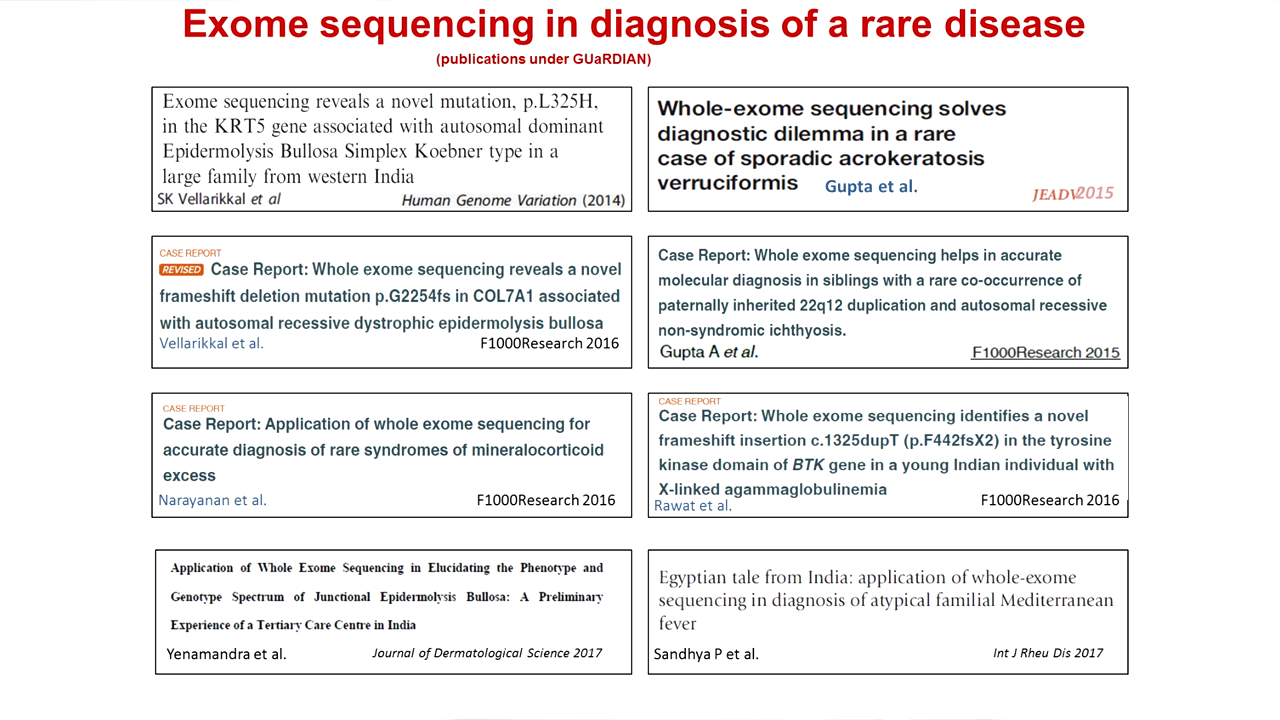 Exome sequencing in diagnosis of a rare disease
(publications under GUaRDIAN)
Exome sequencing reveals a novel mutation, p.L325H,
in the KRT5 gene associated with autosomal dominant
Epidermolysis Bullosa Simplex Koebner type in a
large family from western India
SK Vellarikkal et al
Human Genome Variation (2014)
Whole-exome sequencing solves
diagnostic dilemma in a rare
case of sporadic acrokeratosis
verruciformis
Gupta et al.
JEADV 2015
CASE REPORT
REVISED Case Report: Whole exome sequencing reveals a novel
frameshift deletion mutation p.G2254fs in COL7A1 associated
with autosomal recessive dystrophic epidermolysis bullosa
Vellarikkal et al.
F1000Research 2016
Case Report: Whole exome sequencing helps in accurate
molecular diagnosis in siblings with a rare co-occurrence of
paternally inherited 22q12 duplication and autosomal recessive
non-syndromic ichthyosis.
Gupta A et al.
F1000Research 2015
CASE REPORT
Case Report: Application of whole exome sequencing for
accurate diagnosis of rare syndromes of mineralocorticoid
excess
Narayanan et al.
F1000Research 2016
CASE REPORT
Case Report: Whole exome sequencing identifies a novel
frameshift insertion c.1325dupT (p.F442fsX2) in the tyrosine
kinase domain of BTK gene in a young Indian individual with
X-linked agammaglobulinemia
Rawat et al.
F1000Research 2016
Application of Whole Exome Sequencing in Elucidating the Phenotype and
Genotype Spectrum of Junctional Epidermolysis Bullosa: A Preliminary
Experience of a Tertiary Care Centre in India
Yenamandra et al.
Journal of Dermatological Science 2017
Egyptian tale from India: application of whole-exome
sequencing in diagnosis of atypical familial Mediterranean
fever
Sandhya P et al.
Int J Rheu Dis 2017